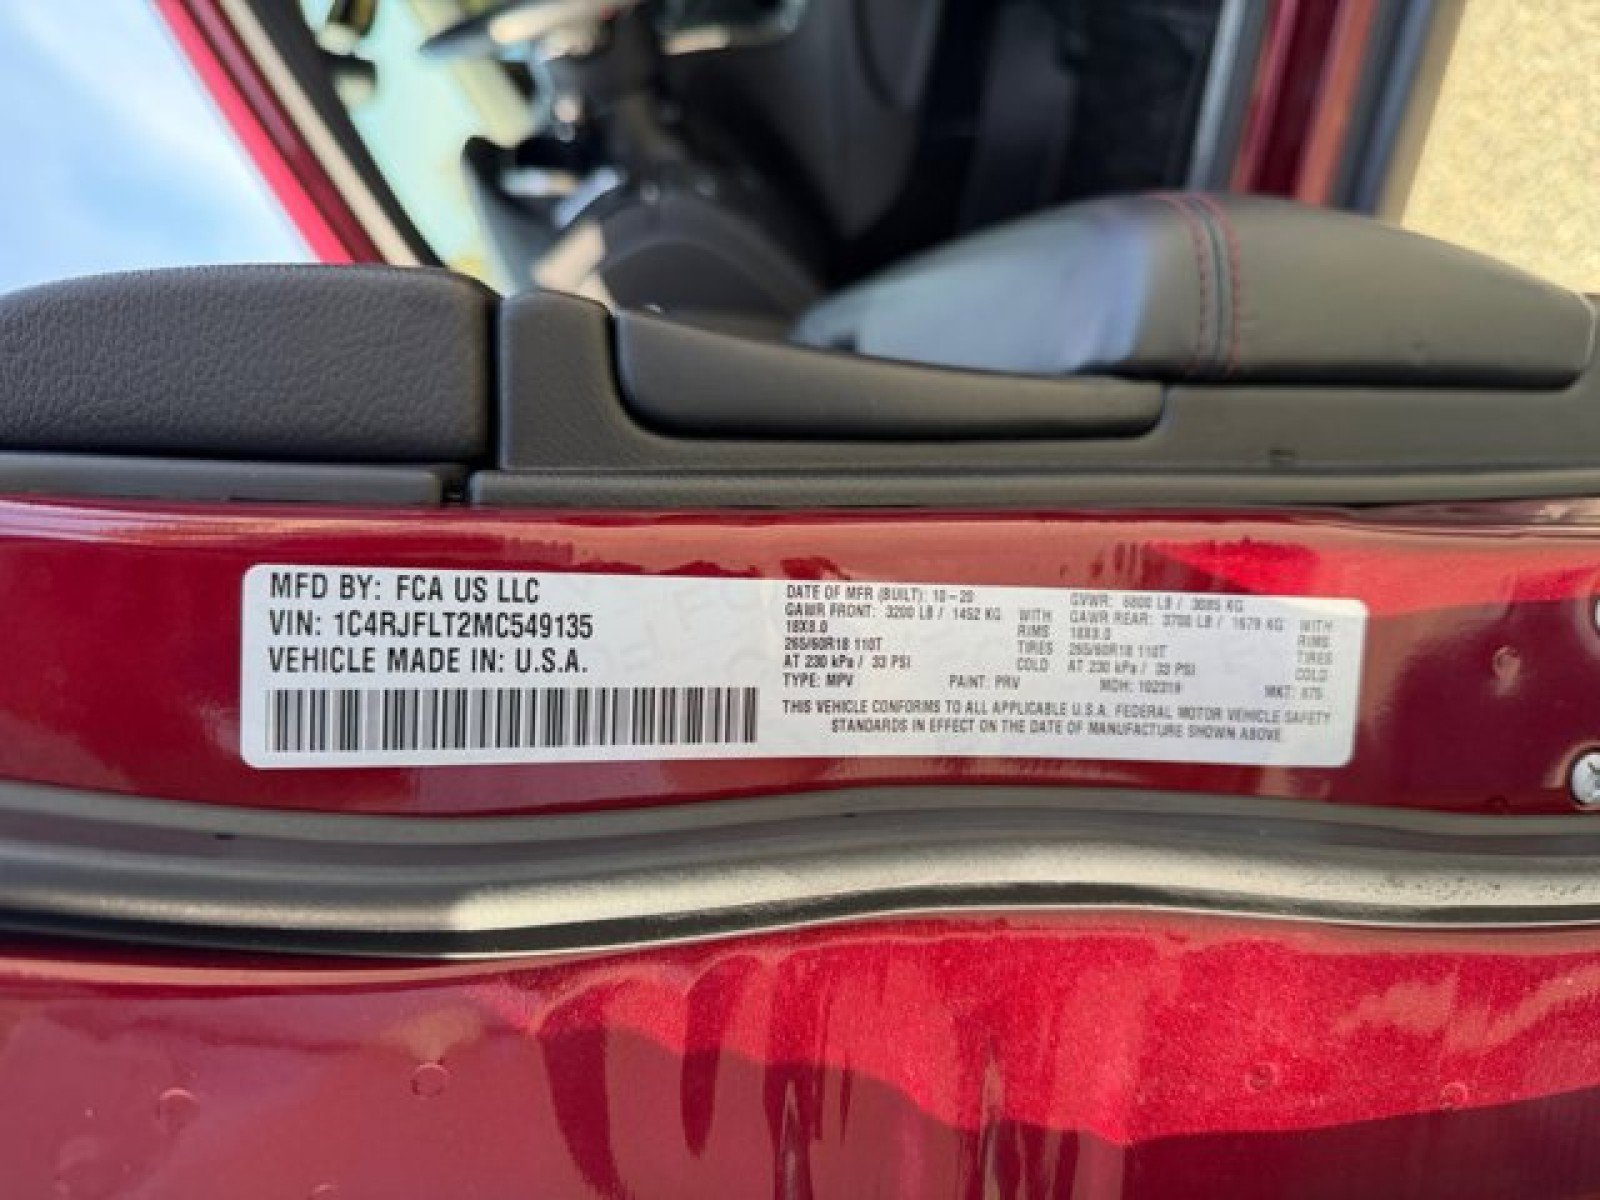 MFD BY: FCA US LLC
VIN: 1C4RJFLT2MC549135
VEHICLE MADE IN: U.S.A.
DATE OF MFR (BUILT): 10-20
GVWR: 6800 LB / 3085 KG
GAWR FRONT: 3200 LB / 1452 KG WITH
18X8.0 RIMS
265/60R18 110T TIRES
AT 230 kPa / 33 PSI COLD
GAWR REAR: 3700 LB / 1679 KG WITH
18X8.0 RIMS
265/60R18 110T TIRES
AT 230 kPa / 33 PSI COLD
TYPE: MPV PAINT: PRV MDH: 102319 MKT:
THIS VEHICLE CONFORMS TO ALL APPLICABLE U.S.A. FEDERAL MOTOR VEHICLE SAFETY
STANDARDS IN EFFECT ON THE DATE OF MANUFACTURE SHOWN ABOVE